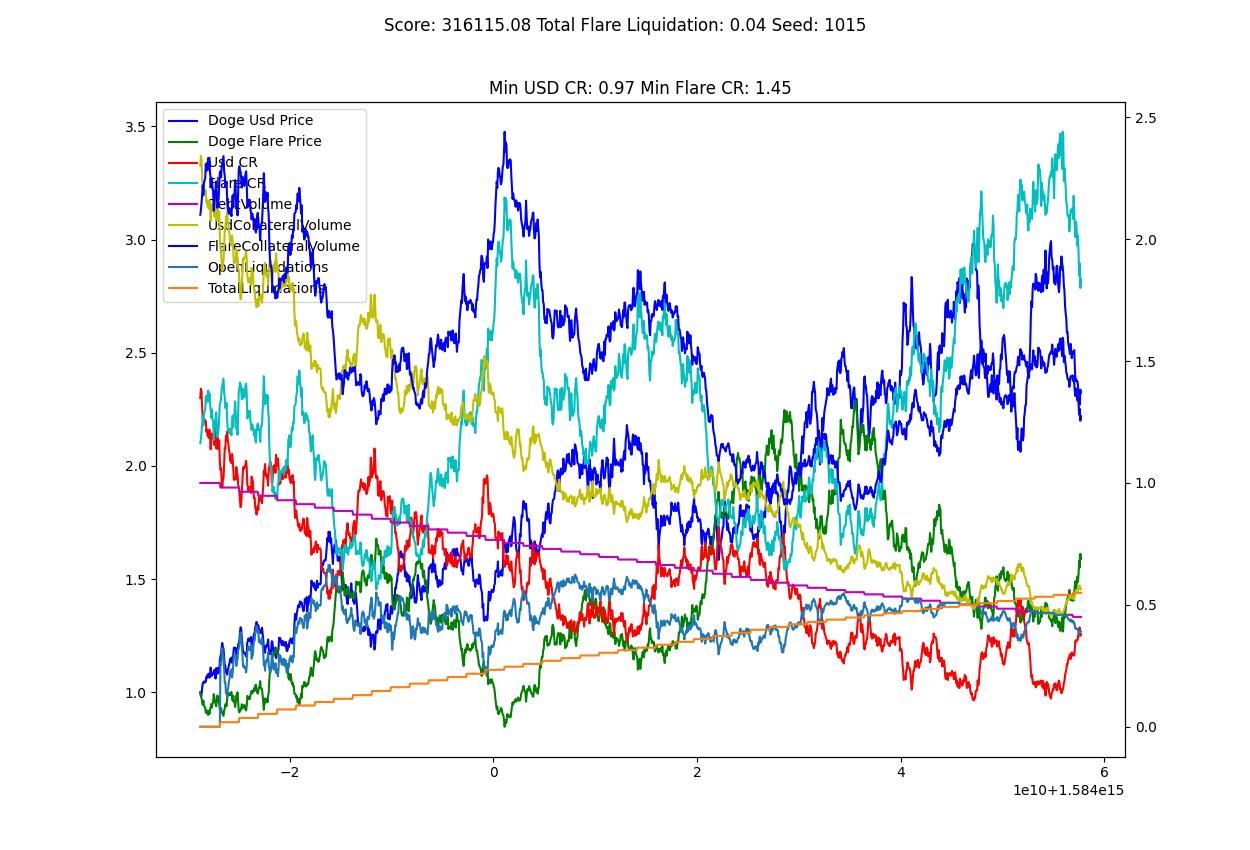 Score: 316115.08 Total Flare Liquidation: 0.04 Seed: 1015
Min USD CR: 0.97 Min Flare CR: 1.45
Doge Usd Price
Doge Flare Price
Usd CR
Flare CR
UsdCollateralVolume
FlareCollateralVolume
OpenLiquidations
TotalLiquidations
3.5
3.0
2.5
2.0
1.5
1.0
2.5
2.0
1.5
1.0
0.5
0.0
−2
0
2
4
6
1e10+1.584e15